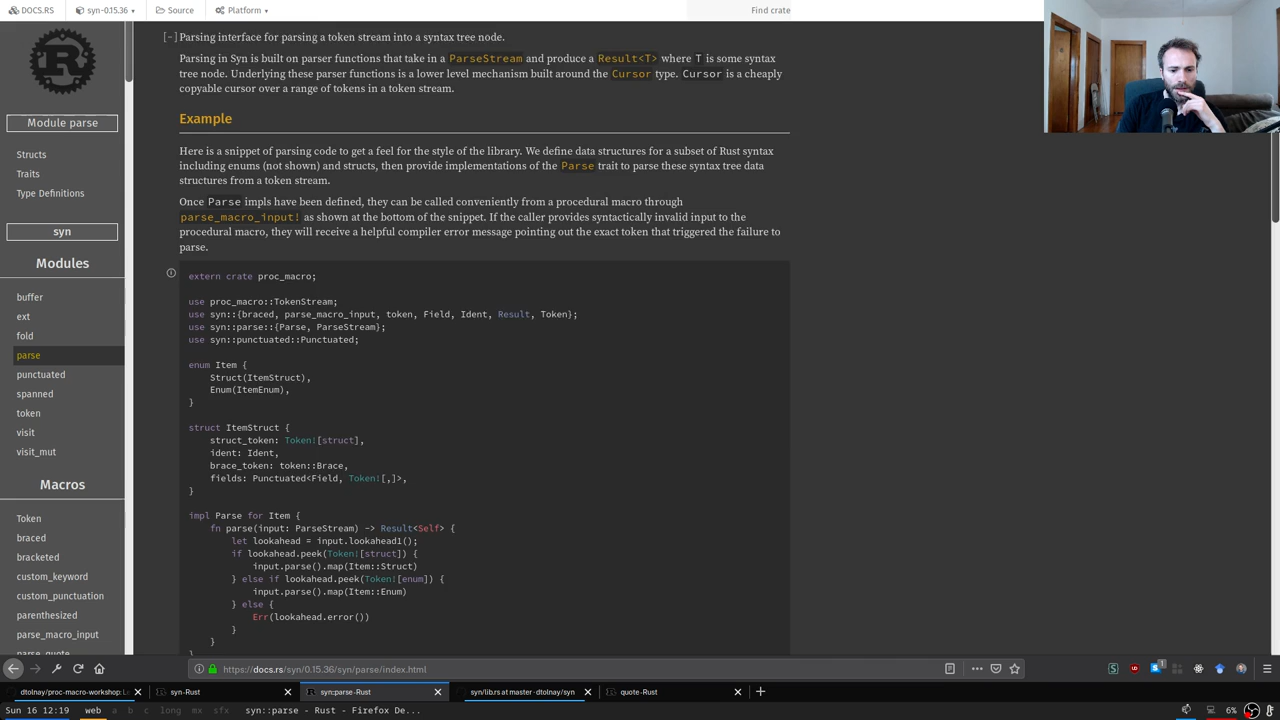 DOCS.RS
syn-0.15.36
Source
Platform
Find crate
Module parse
Structs
Traits
Type Definitions
syn
Modules
buffer
ext
fold
parse
punctuated
spanned
token
visit
visit_mut
Macros
Token
braced
bracketed
custom_keyword
custom_punctuation
parenthesized
parse_macro_input
parse_quote
[-] Parsing interface for parsing a token stream into a syntax tree node.
Parsing in Syn is built on parser functions that take in a ParseStream and produce a Result<T> where T is some syntax
tree node. Underlying these parser functions is a lower level mechanism built around the Cursor type. Cursor is a cheaply
copyable cursor over a range of tokens in a token stream.
Example
Here is a snippet of parsing code to get a feel for the style of the library. We define data structures for a subset of Rust syntax
including enums (not shown) and structs, then provide implementations of the Parse trait to parse these syntax tree data
structures from a token stream.
Once Parse impls have been defined, they can be called conveniently from a procedural macro through
parse_macro_input! as shown at the bottom of the snippet. If the caller provides syntactically invalid input to the
procedural macro, they will receive a helpful compiler error message pointing out the exact token that triggered the failure to
parse.
extern crate proc_macro;
use proc_macro::TokenStream;
use syn::{braced, parse_macro_input, token, Field, Ident, Result, Token};
use syn::parse::{Parse, ParseStream};
use syn::punctuated::Punctuated;
enum Item {
Struct(ItemStruct),
Enum(ItemEnum),
}
struct ItemStruct {
struct_token: Token![struct],
ident: Ident,
brace_token: token::Brace,
fields: Punctuated<Field, Token![,]>,
}
impl Parse for Item {
fn parse(input: ParseStream) -> Result<Self> {
let lookahead = input.lookahead1();
if lookahead.peek(Token![struct]) {
input.parse().map(Item::Struct)
} else if lookahead.peek(Token![enum]) {
input.parse().map(Item::Enum)
} else {
Err(lookahead.error())
}
}
}
https://docs.rs/syn/0.15.36/syn/parse/index.html
1
dtolnay/proc-macro-workshop: Le
syn-Rust
syn::parse-Rust
syn/lib.rs at master · dtolnay/syn
quote-Rust
Sun 16 12:19 web a b c long mx sfx syn::parse - Rust - Firefox De...
6%